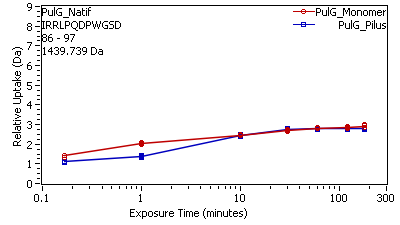 PulG_Natif
IRRLPQDPWGSD
86 - 97
1439.739 Da
PulG_Monomer
PulG_Pilus
Relative Uptake (Da)
9
8
7
6
5
4
3
2
1
0
0.1
1
10
100
300
Exposure Time (minutes)